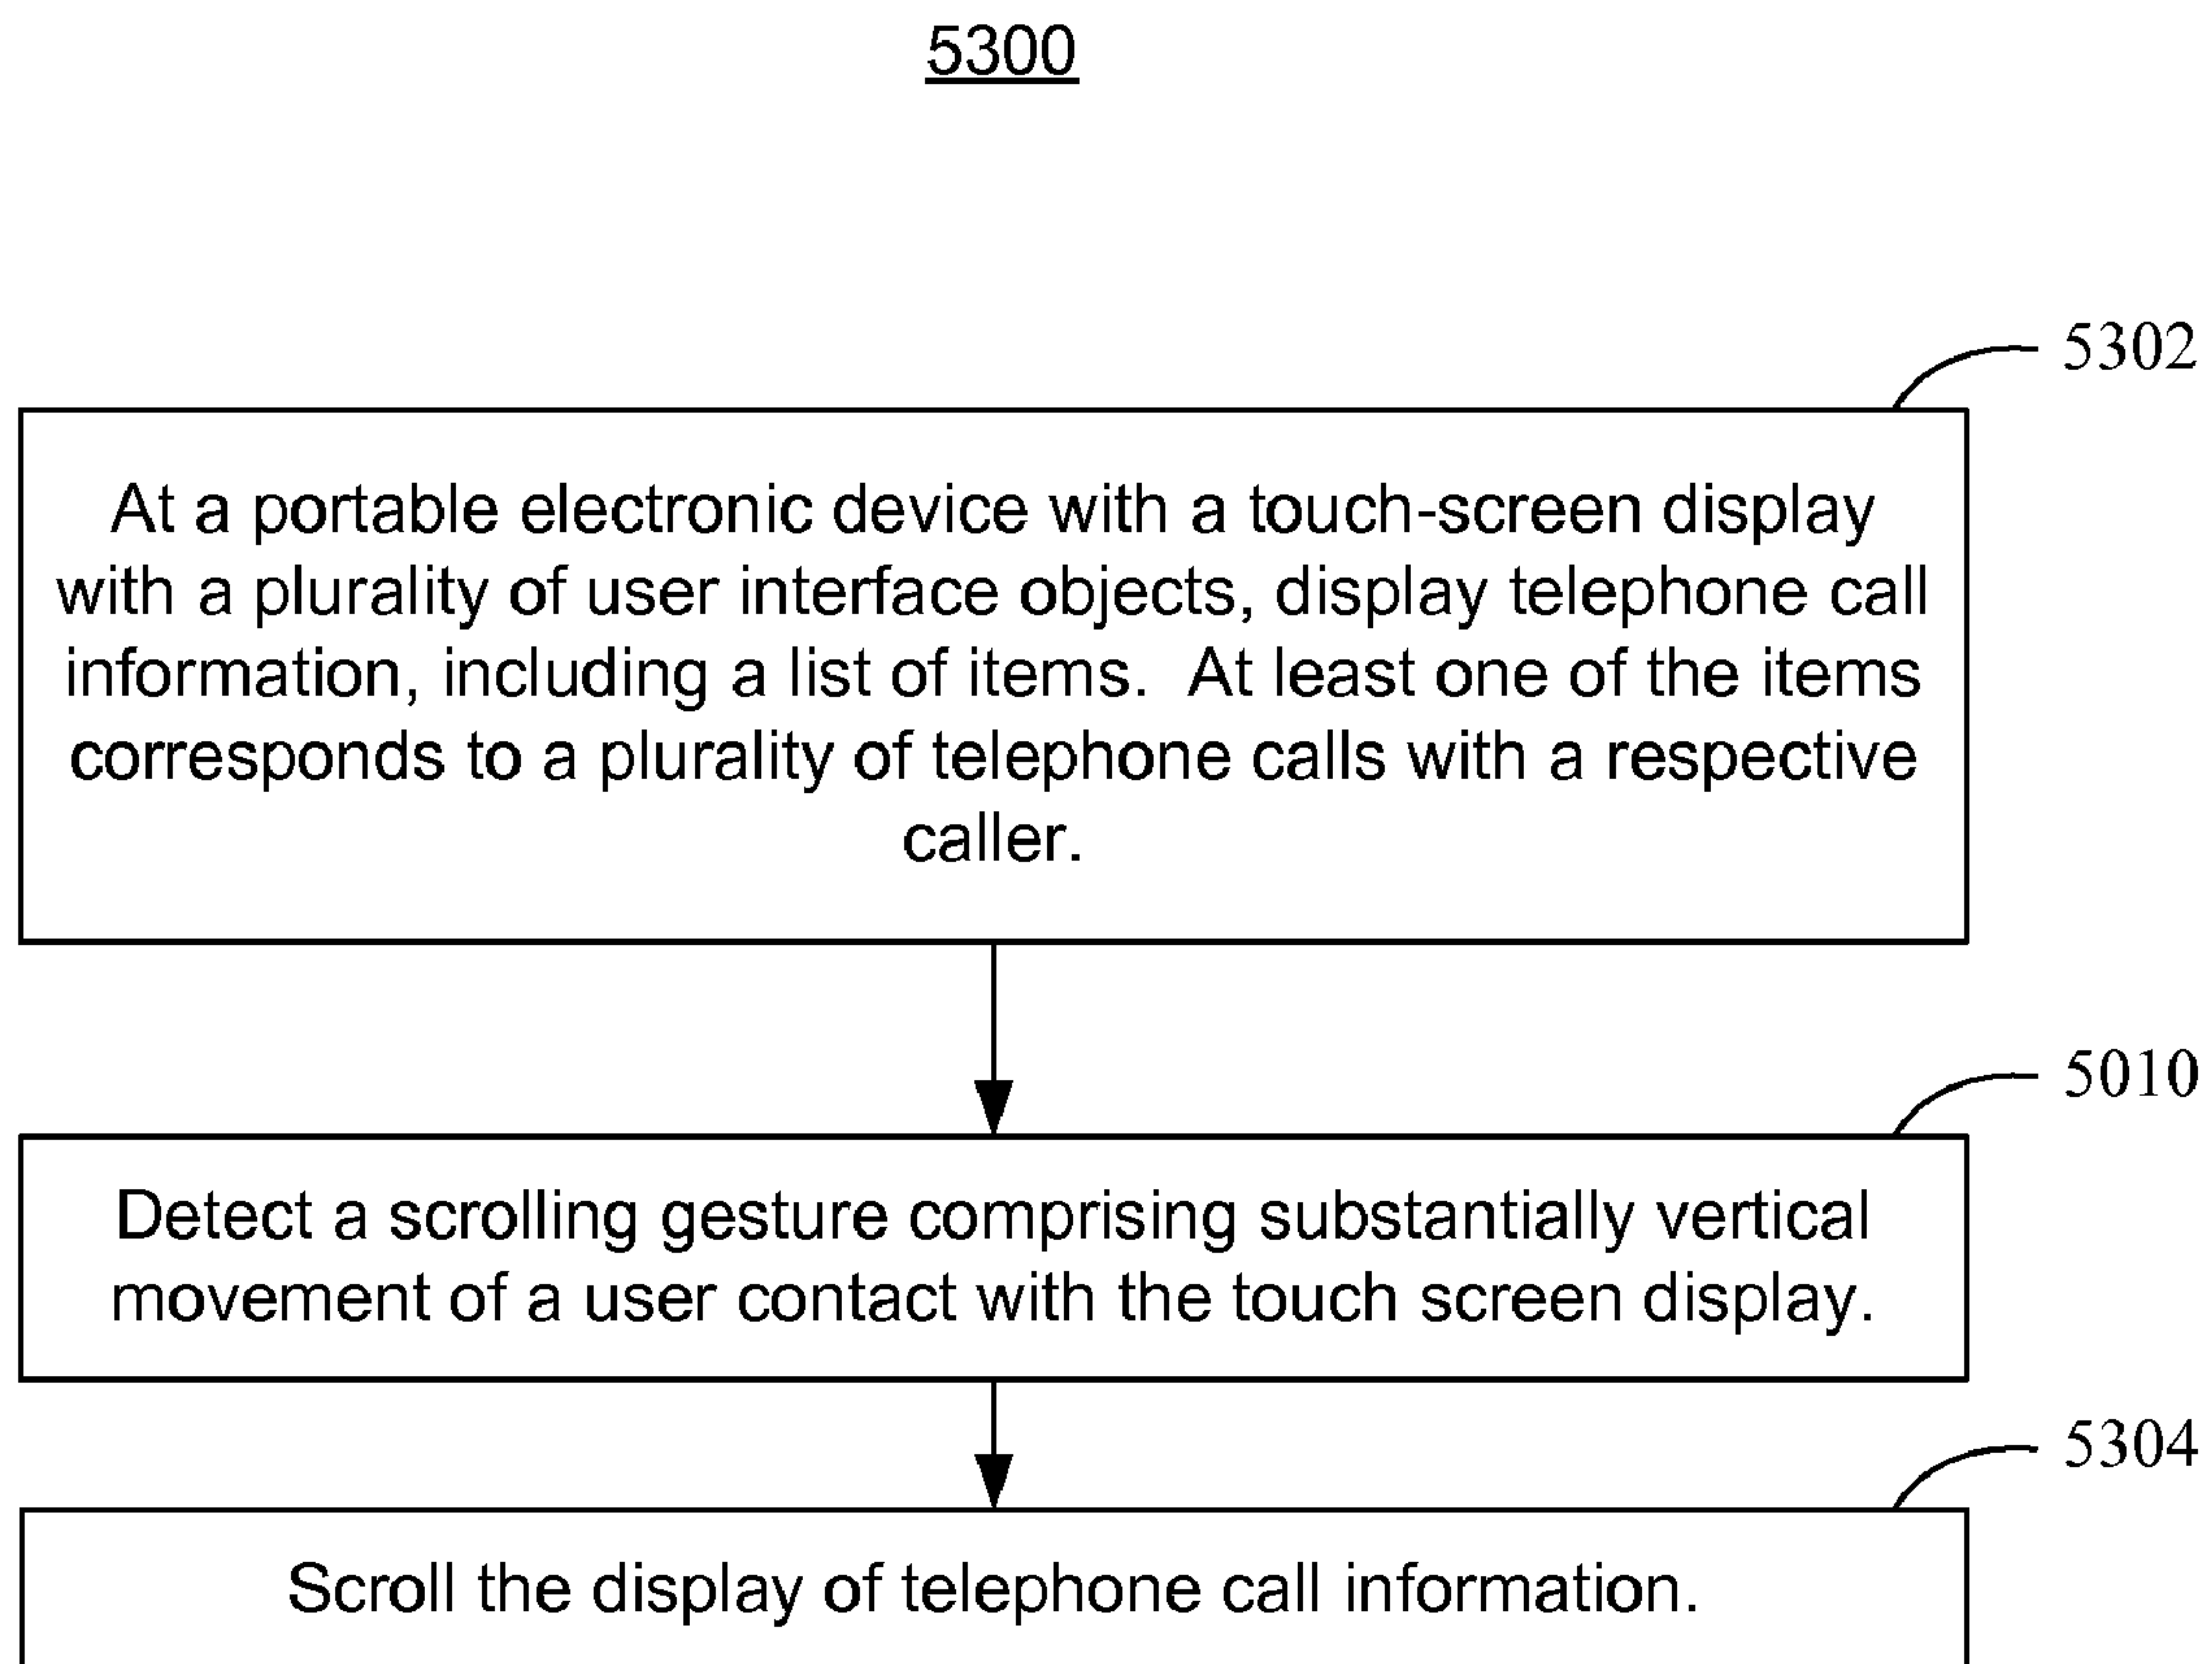 5300
5302
At a portable electronic device with a touch-screen display
with a plurality of user interface objects, display telephone call
information, including a list of items.  At least one of the items
corresponds to a plurality of telephone calls with a respective
caller.
5010
Detect a scrolling gesture comprising substantially vertical
movement of a user contact with the touch screen display.
5304
Scroll the display of telephone call information.